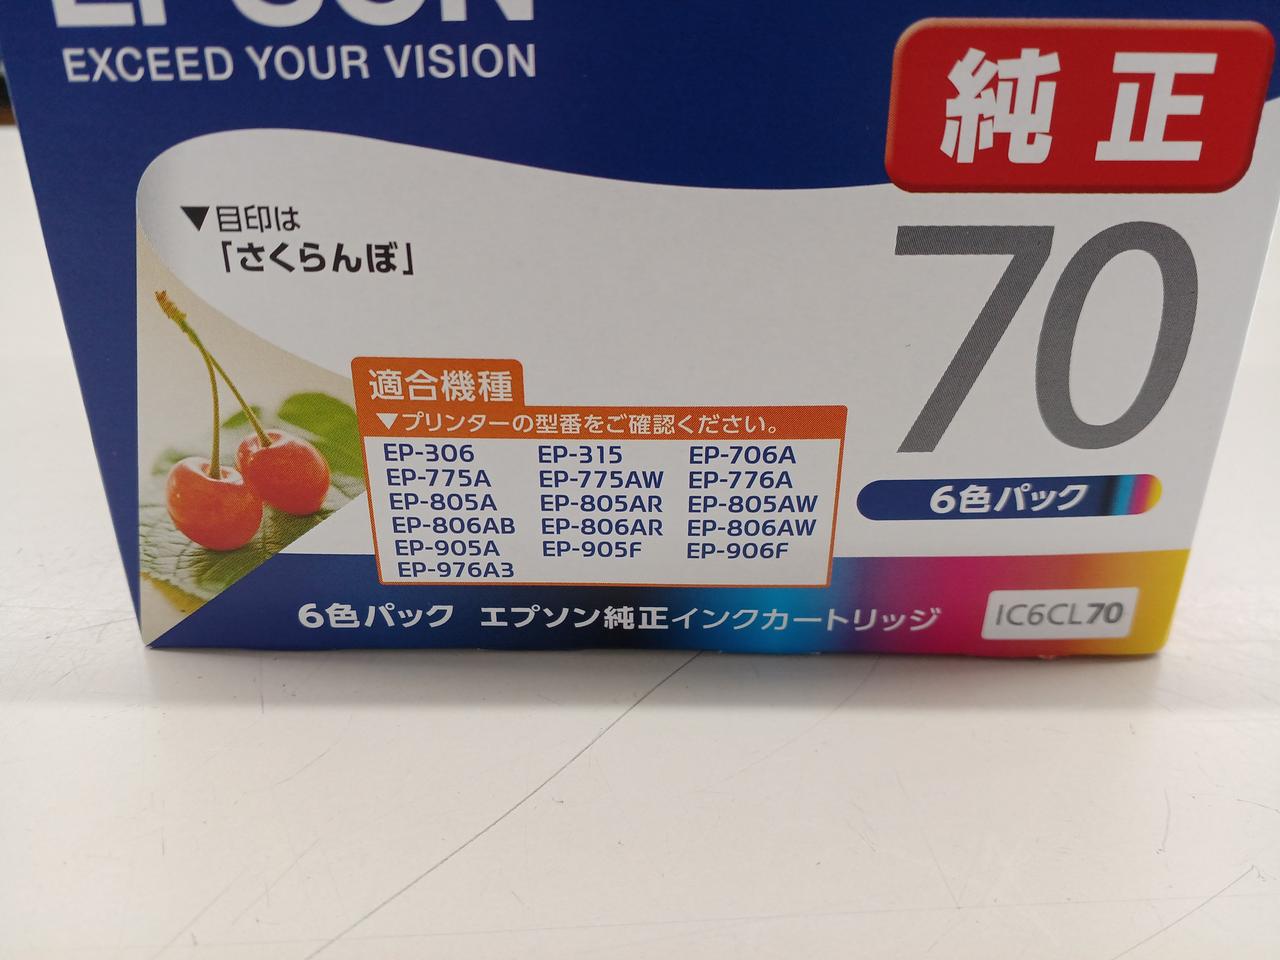 EPSON
EXCEED YOUR VISION
純正
▼目印は
「さくらんぼ」
70
適合機種
▼プリンターの型番をご確認ください。
EP-306 EP-315 EP-706A
EP-775A EP-775AW EP-776A
EP-805A EP-805AR EP-805AW
EP-806AB EP-806AR EP-806AW
EP-905A EP-905F EP-906F
EP-976A3
6色パック
6色パック エプソン純正インクカートリッジ
IC6CL70